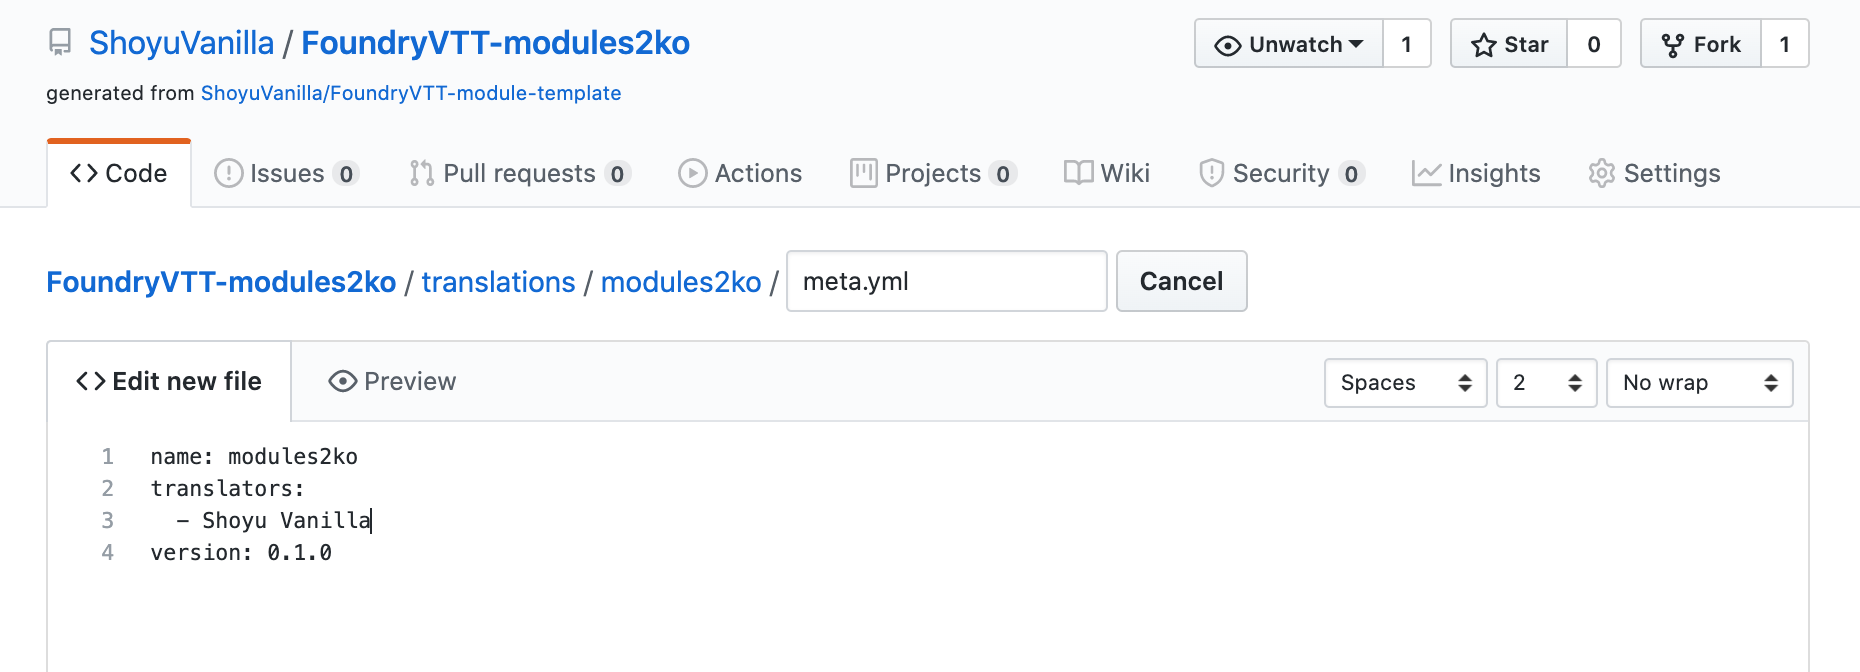 ShoyuVanilla / FoundryVTT-modules2ko
Unwatch 1 Star 0 Fork 1
generated from ShoyuVanilla/FoundryVTT-module-template
Code Issues 0 Pull requests 0 Actions Projects 0 Wiki Security 0 Insights Settings
FoundryVTT-modules2ko / translations / modules2ko / meta.yml Cancel
Edit new file Preview Spaces 2 No wrap
1 name: modules2ko
2 translators:
3 - Shoyu Vanilla
4 version: 0.1.0